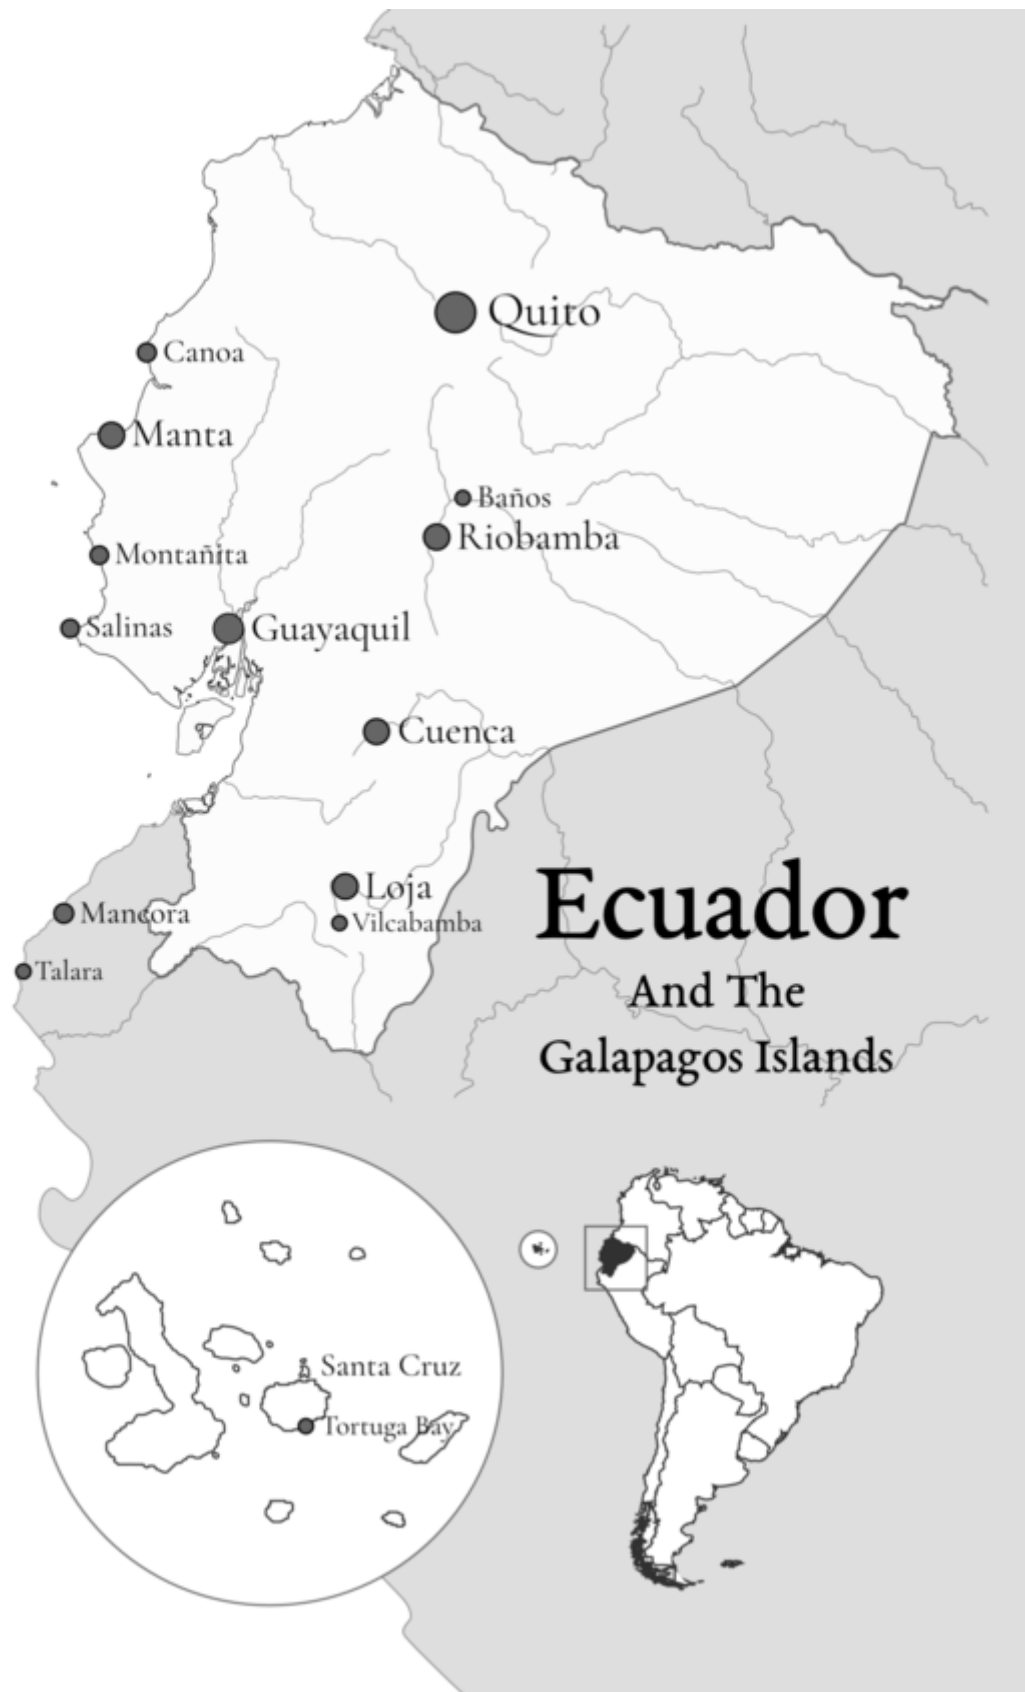 Quito
Canoa
Manta
Baños
Riobamba
Montañita
Salinas
Guayaquil
Cuenca
Loja
Vilcabamba
Mancora
Talara
Ecuador
And The
Galapagos Islands
Santa Cruz
Tortuga Bay